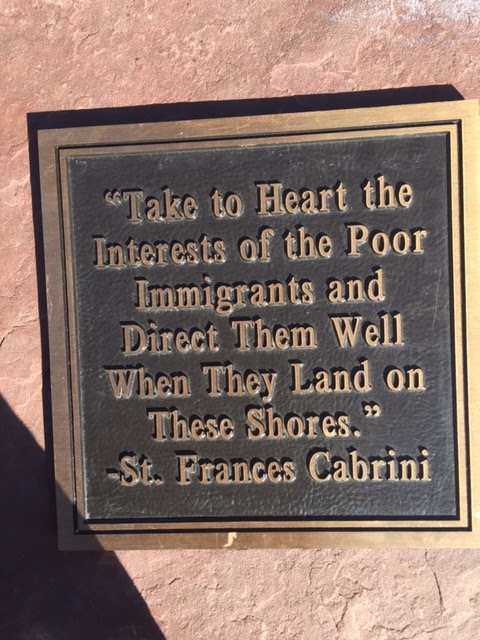 “Take to Heart the
Interests of the Poor
Immigrants and
Direct Them Well
When They Land on
These Shores.”
-St. Frances Cabrini